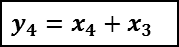 y₄ = x₄ + x₃